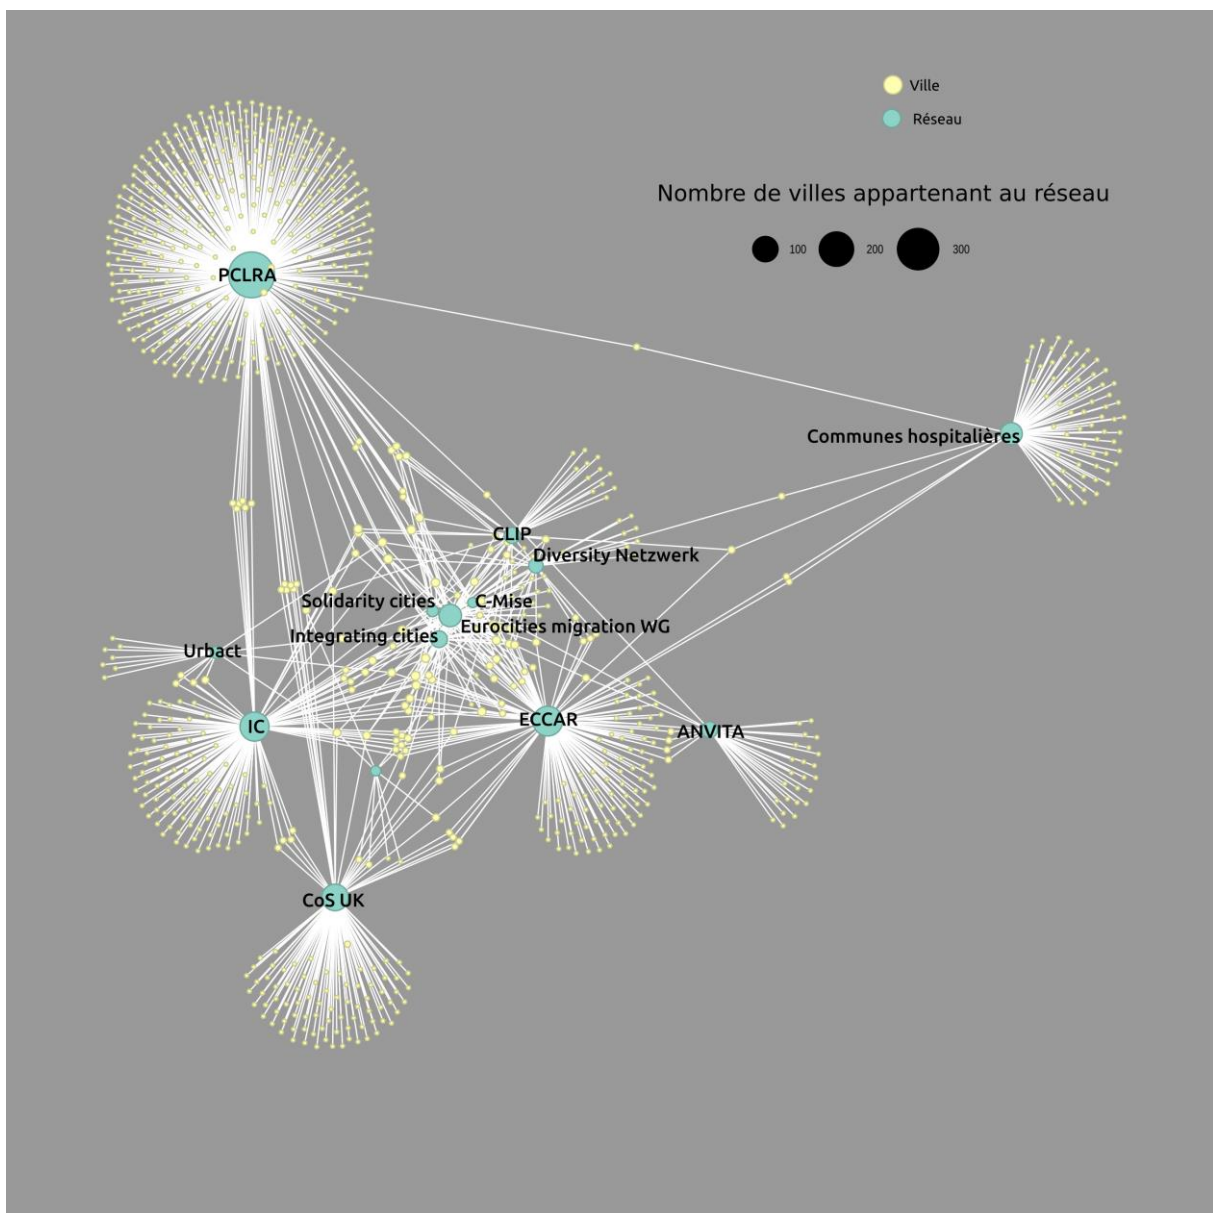 Ville
Réseau
Nombre de villes appartenant au réseau
100 200 300
PCLRA
Communes hospitalières
CLIP
Diversity Netzwerk
Solidarity cities
C-Mise
Eurocities migration WG
Integrating cities
Urbact
IC
ECCAR
ANVITA
CoS UK